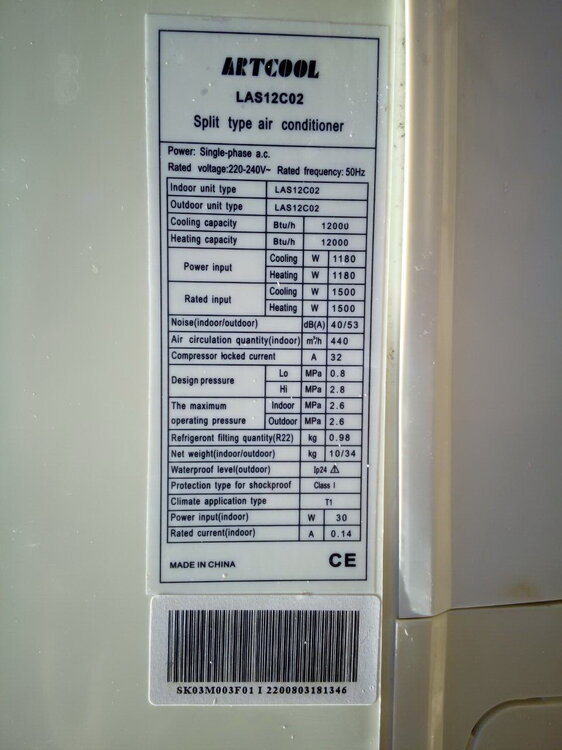 ARTCOOL
LAS12C02
Split type air conditioner
Power: Single-phase a.c.
Rated voltage:220-240V~ Rated frequency:50Hz
Indoor unit type LAS12C02
Outdoor unit type LAS12C02
Cooling capacity Btu/h 12000
Heating capacity Btu/h 12000
Power input Cooling W 1180
Heating W 1180
Rated input Cooling W 1500
Heating W 1500
Noise(indoor/outdoor) dB(A) 40/53
Air circulation quantity(indoor) m³/h 440
Compressor locked current A 32
Design pressure Lo MPa 0.8
Hi MPa 2.8
The maximum operating pressure Indoor MPa 2.6
Outdoor MPa 2.6
Refrigeront filting quantity(R22) kg 0.98
Net weight(indoor/outdoor) kg 10/34
Waterproof level(outdoor) Ip24
Protection type for shockproof Class I
Climate application type T1
Power input(indoor) W 30
Rated current(indoor) A 0.14
MADE IN CHINA CE
SK03M003F01 I 2200803181346